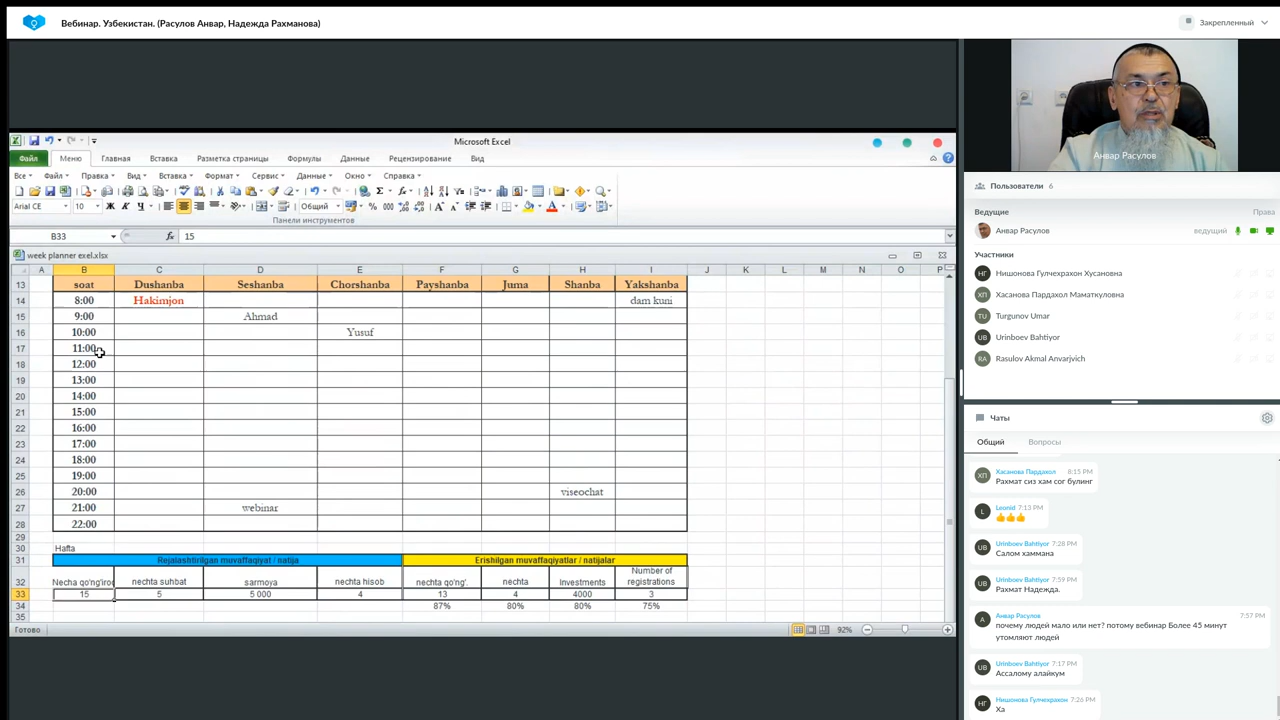 Вебинар. Узбекистан. (Расулов Анвар, Надежда Рахманова)
Закрепленный
Microsoft Excel
Файл Меню Главная Вставка Разметка страницы Формулы Данные Рецензирование Вид
Все Файл Правка Вид Вставка Формат Сервис Данные Окно Справка
Arial CE 10 Ж К Ч Общий
Панели инструментов
B33 fx 15
week planner exel.xlsx
A B C D E F G H I J K L M N O P
13 soat Dushanba Seshanba Chorshanba Payshanba Juma Shanba Yakshanba
14 8:00 Hakimjon dam kuni
15 9:00 Ahmad
16 10:00 Yusuf
17 11:00
18 12:00
19 13:00
20 14:00
21 15:00
22 16:00
23 17:00
24 18:00
25 19:00
26 20:00 viseochat
27 21:00 webinar
28 22:00
29
30 Hafta
31 Rejalashtirilgan muvaffaqiyat / natija Erishilgan muvaffaqiyatlar / natijalar
32 Necha qo'ng'iroq nechta suhbat sarmoya nechta hisob nechta qo'ng'. nechta Investments Number of registrations
33 15 5 5 000 4 13 4 4000 3
34 87% 80% 80% 75%
35
Готово 92%
Анвар Расулов
Пользователи 6
Ведущие Права
Анвар Расулов ведущий
Участники
НГ Нишонова Гулчехрахон Хусановна
ХП Хасанова Пардахол Маматкуловна
TU Turgunov Umar
UB Urinboev Bahtiyor
RA Rasulov Akmal Anvarjvich
Чаты
Общий Вопросы
ХП Хасанова Пардахол 8:15 PM
Рахмат сиз хам сог булинг
L Leonid 7:13 PM
👍👍👍
UB Urinboev Bahtiyor 7:28 PM
Салом хаммана
UB Urinboev Bahtiyor 7:59 PM
Рахмат Надежда.
А Анвар Расулов 7:57 PM
почему людей мало или нет? потому вебинар Более 45 минут
утомляют людей
UB Urinboev Bahtiyor 7:17 PM
Ассалому алайкум
НГ Нишонова Гулчехрахон 7:26 PM
Ха